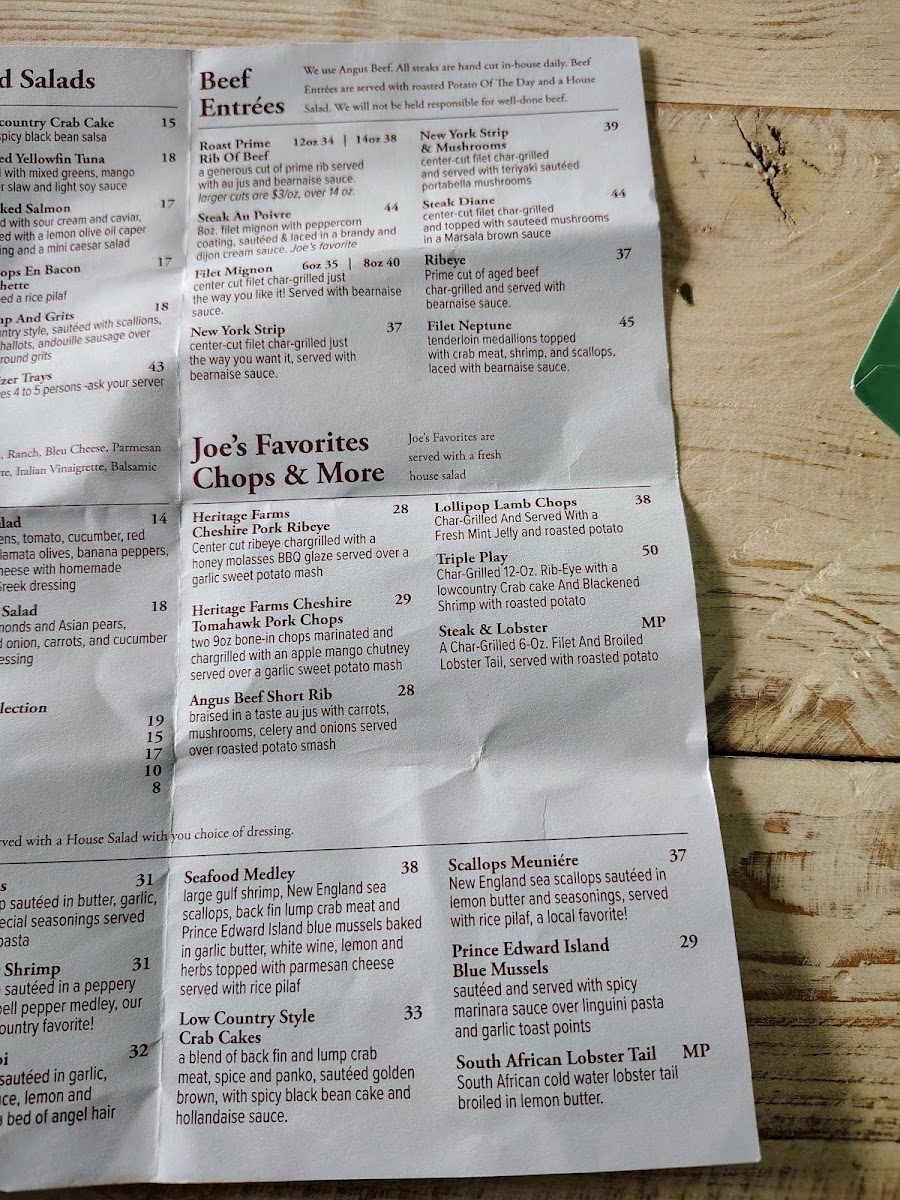 d Salads
country Crab Cake 15
spicy black bean salsa
ed Yellowfin Tuna 18
with mixed greens, mango
er slaw and light soy sauce
ked Salmon 17
d with sour cream and caviar,
ed with a lemon olive oil caper
ing and a mini caesar salad
ops En Bacon 17
hette
ed a rice pilaf
np And Grits 18
untry style, sautéed with scallions,
hallots, andouille sausage over
round grits
izer Trays 43
es 4 to 5 persons -ask your server
, Ranch, Bleu Cheese, Parmesan
re, Italian Vinaigrette, Balsamic
alad 14
ens, tomato, cucumber, red
lamata olives, banana peppers,
heese with homemade
Greek dressing
Salad 18
monds and Asian pears,
d onion, carrots, and cucumber
essing
lection
19
15
17
10
8
Beef
Entrées
We use Angus Beef. All steaks are hand cut in-house daily. Beef
Entrées are served with roasted Potato Of The Day and a House
Salad. We will not be held responsible for well-done beef.
Roast Prime 12oz 34 | 14oz 38
Rib Of Beef
a generous cut of prime rib served
with au jus and bearnaise sauce.
larger cuts are $3/oz, over 14 oz.
Steak Au Poivre 44
8oz. filet mignon with peppercorn
coating, sautéed & laced in a brandy and
dijon cream sauce. Joe's favorite
Filet Mignon 6oz 35 | 8oz 40
center cut filet char-grilled just
the way you like it! Served with bearnaise
sauce.
New York Strip 37
center-cut filet char-grilled just
the way you want it, served with
bearnaise sauce.
New York Strip 39
& Mushrooms
center-cut filet char-grilled
and served with teriyaki sautéed
portabella mushrooms
Steak Diane 44
center-cut filet char-grilled
and topped with sauteed mushrooms
in a Marsala brown sauce
Ribeye 37
Prime cut of aged beef
char-grilled and served with
bearnaise sauce.
Filet Neptune 45
tenderloin medallions topped
with crab meat, shrimp, and scallops,
laced with bearnaise sauce.
Joe's Favorites
Chops & More
Joe's Favorites are
served with a fresh
house salad
Heritage Farms 28
Cheshire Pork Ribeye
Center cut ribeye chargrilled with a
honey molasses BBQ glaze served over a
garlic sweet potato mash
Heritage Farms Cheshire 29
Tomahawk Pork Chops
two 9oz bone-in chops marinated and
chargrilled with an apple mango chutney
served over a garlic sweet potato mash
Angus Beef Short Rib 28
braised in a taste au jus with carrots,
mushrooms, celery and onions served
over roasted potato smash
Lollipop Lamb Chops 38
Char-Grilled And Served With a
Fresh Mint Jelly and roasted potato
Triple Play 50
Char-Grilled 12-Oz. Rib-Eye with a
lowcountry Crab cake And Blackened
Shrimp with roasted potato
Steak & Lobster MP
A Char-Grilled 6-Oz. Filet And Broiled
Lobster Tail, served with roasted potato
rved with a House Salad with you choice of dressing.
s 31
p sautéed in butter, garlic,
ecial seasonings served
pasta
Shrimp 31
sautéed in a peppery
bell pepper medley, our
ountry favorite!
pi 32
sautéed in garlic,
ce, lemon and
a bed of angel hair
Seafood Medley 38
large gulf shrimp, New England sea
scallops, back fin lump crab meat and
Prince Edward Island blue mussels baked
in garlic butter, white wine, lemon and
herbs topped with parmesan cheese
served with rice pilaf
Low Country Style 33
Crab Cakes
a blend of back fin and lump crab
meat, spice and panko, sautéed golden
brown, with spicy black bean cake and
hollandaise sauce.
Scallops Meuniére 37
New England sea scallops sautéed in
lemon butter and seasonings, served
with rice pilaf, a local favorite!
Prince Edward Island 29
Blue Mussels
sautéed and served with spicy
marinara sauce over linguini pasta
and garlic toast points
South African Lobster Tail MP
South African cold water lobster tail
broiled in lemon butter.